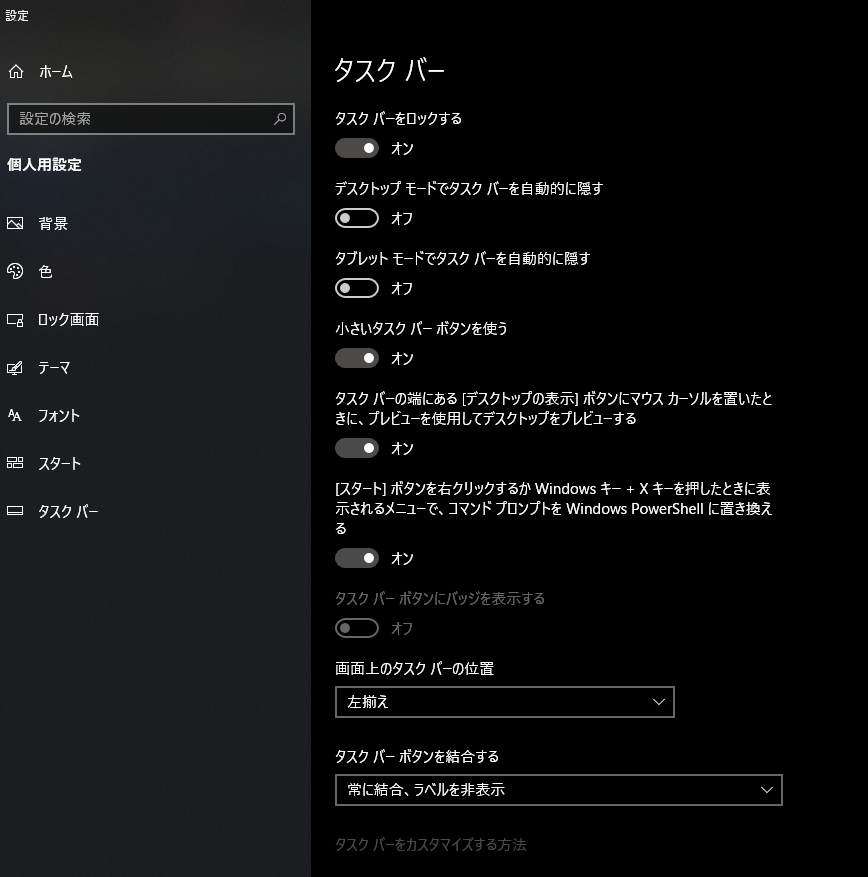 設定
ホーム
設定の検索
個人用設定
背景
色
ロック画面
テーマ
フォント
スタート
タスク バー
タスク バー
タスク バーをロックする
オン
デスクトップ モードでタスク バーを自動的に隠す
オフ
タブレット モードでタスク バーを自動的に隠す
オフ
小さいタスク バー ボタンを使う
オン
タスク バーの端にある [デスクトップの表示] ボタンにマウス カーソルを置いたと
きに、プレビューを使用してデスクトップをプレビューする
オン
[スタート] ボタンを右クリックするか Windows キー + X キーを押したときに表
示されるメニューで、コマンド プロンプトを Windows PowerShell に置き換え
る
オン
タスク バー ボタンにバッジを表示する
オフ
画面上のタスク バーの位置
左揃え
タスク バー ボタンを結合する
常に結合、ラベルを非表示
タスク バーをカスタマイズする方法